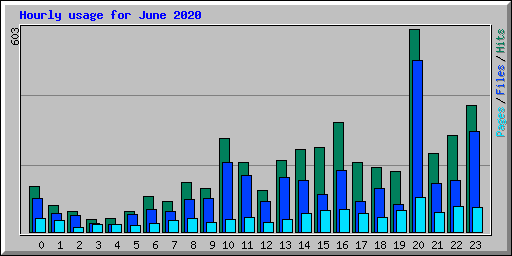 Hourly usage for June 2020
603
Pages/Files/Hits
0 1 2 3 4 5 6 7 8 9 10 11 12 13 14 15 16 17 18 19 20 21 22 23